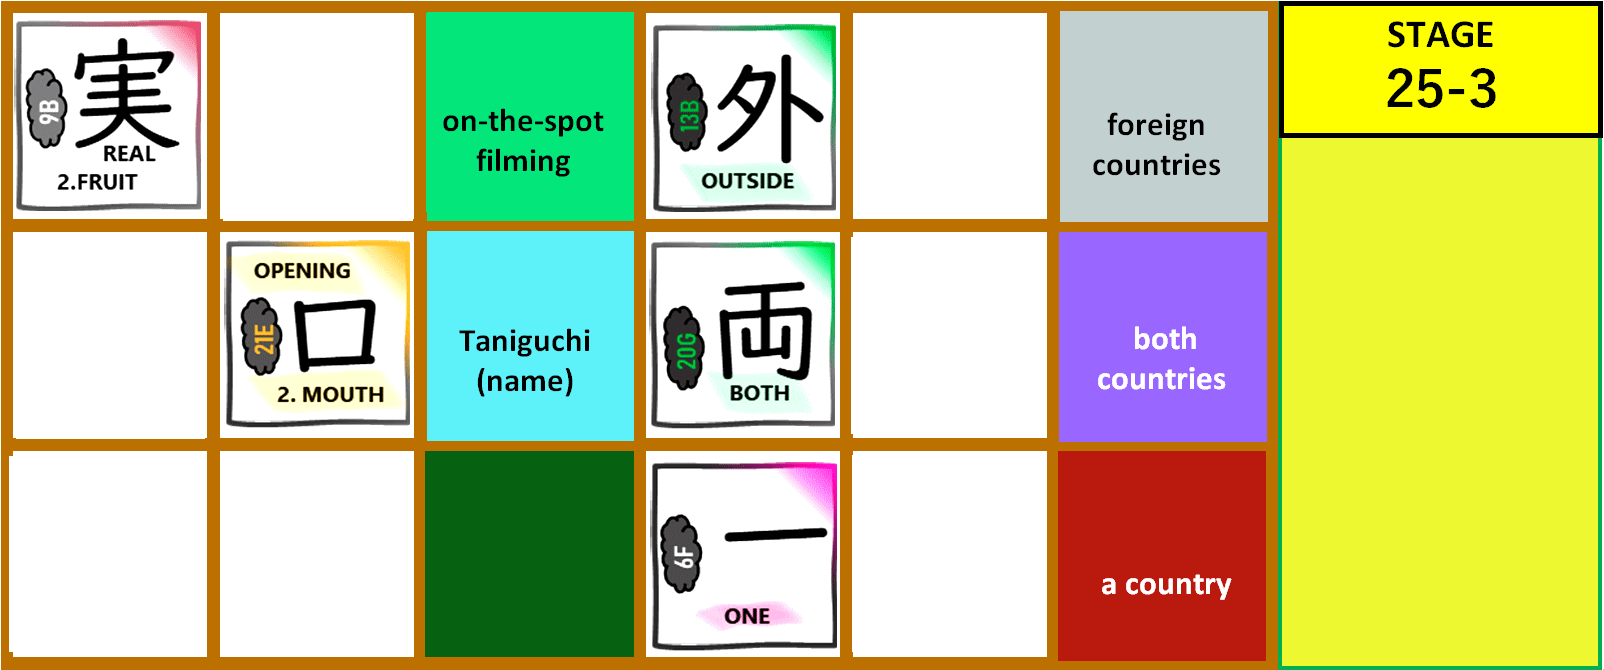 実
9B
REAL
2.FRUIT
on-the-spot
filming
外
13B
OUTSIDE
foreign
countries
STAGE
25-3
OPENING
口
21E
2. MOUTH
Taniguchi
(name)
両
20G
BOTH
both
countries
一
6F
ONE
a country